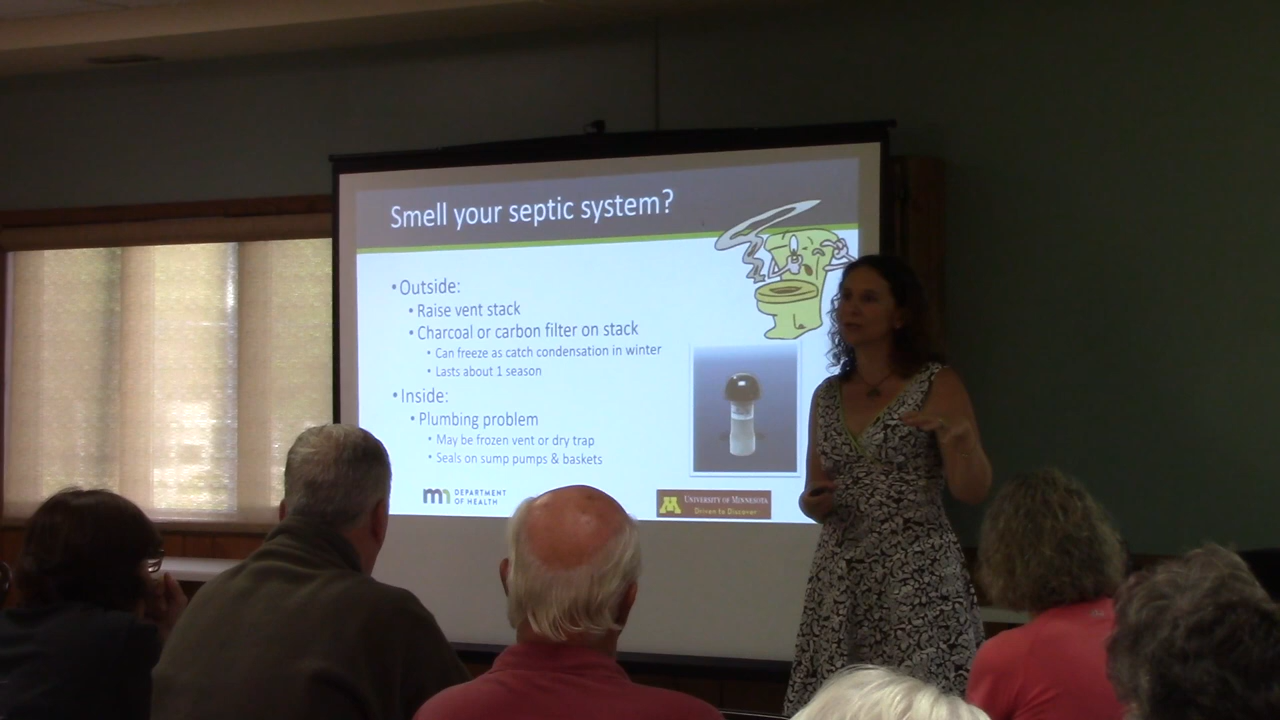 Smell your septic system?
•Outside:
• Raise vent stack
• Charcoal or carbon filter on stack
• Can freeze as catch condensation in winter
• Lasts about 1 season
•Inside:
• Plumbing problem
• May be frozen vent or dry trap
• Seals on sump pumps & baskets
mn DEPARTMENT
OF HEALTH
M UNIVERSITY OF MINNESOTA
Driven to Discover